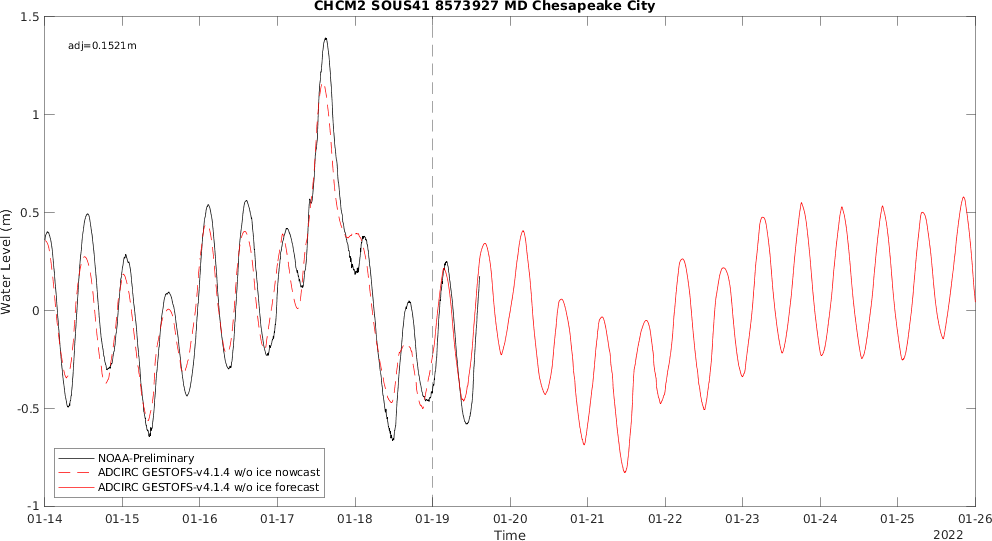 CHCM2 SOUS41 8573927 MD Chesapeake City
adj=0.1521m
1.5
1
0.5
0
-0.5
-1
Water Level (m)
NOAA-Preliminary
ADCIRC GESTOFS-v4.1.4 w/o ice nowcast
ADCIRC GESTOFS-v4.1.4 w/o ice forecast
01-14 01-15 01-16 01-17 01-18 01-19 01-20 01-21 01-22 01-23 01-24 01-25 01-26
Time
2022